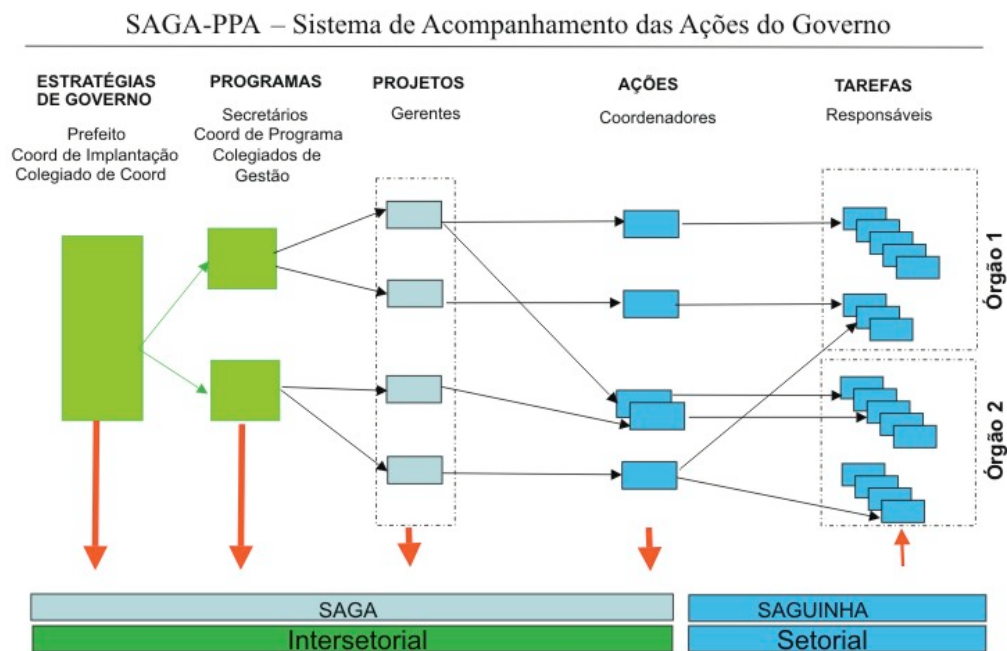 SAGA-PPA – Sistema de Acompanhamento das Ações do Governo
ESTRATÉGIAS
DE GOVERNO
Prefeito
Coord de Implantação
Colegiado de Coord
PROGRAMAS
Secretários
Coord de Programa
Colegiados de
Gestão
PROJETOS
Gerentes
AÇÕES
Coordenadores
TAREFAS
Responsáveis
Órgão 1
Órgão 2
SAGA
SAGUINHA
Intersetorial
Setorial